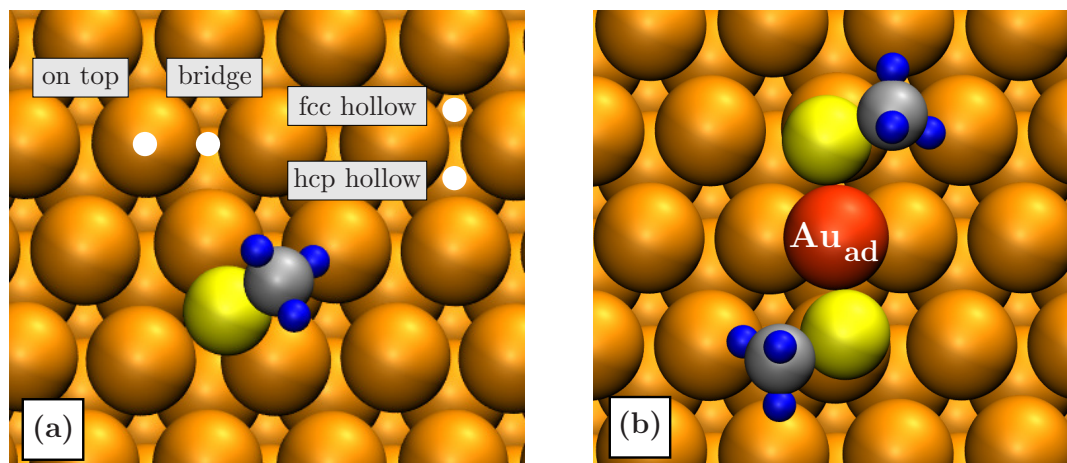 on top
bridge
fcc hollow
hcp hollow
(a)
Au_ad
(b)